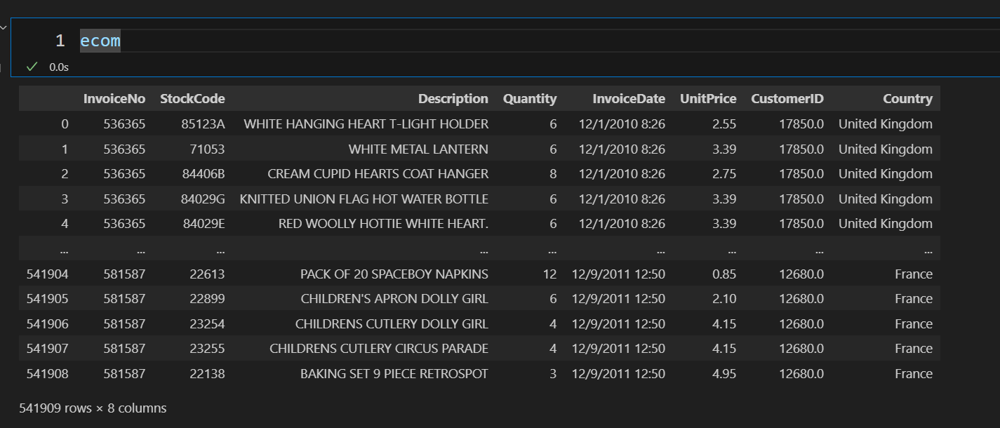 1 ecom
0.0s
InvoiceNo StockCode Description Quantity InvoiceDate UnitPrice CustomerID Country
0 536365 85123A WHITE HANGING HEART T-LIGHT HOLDER 6 12/1/2010 8:26 2.55 17850.0 United Kingdom
1 536365 71053 WHITE METAL LANTERN 6 12/1/2010 8:26 3.39 17850.0 United Kingdom
2 536365 84406B CREAM CUPID HEARTS COAT HANGER 8 12/1/2010 8:26 2.75 17850.0 United Kingdom
3 536365 84029G KNITTED UNION FLAG HOT WATER BOTTLE 6 12/1/2010 8:26 3.39 17850.0 United Kingdom
4 536365 84029E RED WOOLLY HOTTIE WHITE HEART. 6 12/1/2010 8:26 3.39 17850.0 United Kingdom
... ... ... ... ... ... ... ... ...
541904 581587 22613 PACK OF 20 SPACEBOY NAPKINS 12 12/9/2011 12:50 0.85 12680.0 France
541905 581587 22899 CHILDREN'S APRON DOLLY GIRL 6 12/9/2011 12:50 2.10 12680.0 France
541906 581587 23254 CHILDRENS CUTLERY DOLLY GIRL 4 12/9/2011 12:50 4.15 12680.0 France
541907 581587 23255 CHILDRENS CUTLERY CIRCUS PARADE 4 12/9/2011 12:50 4.15 12680.0 France
541908 581587 22138 BAKING SET 9 PIECE RETROSPOT 3 12/9/2011 12:50 4.95 12680.0 France
541909 rows × 8 columns